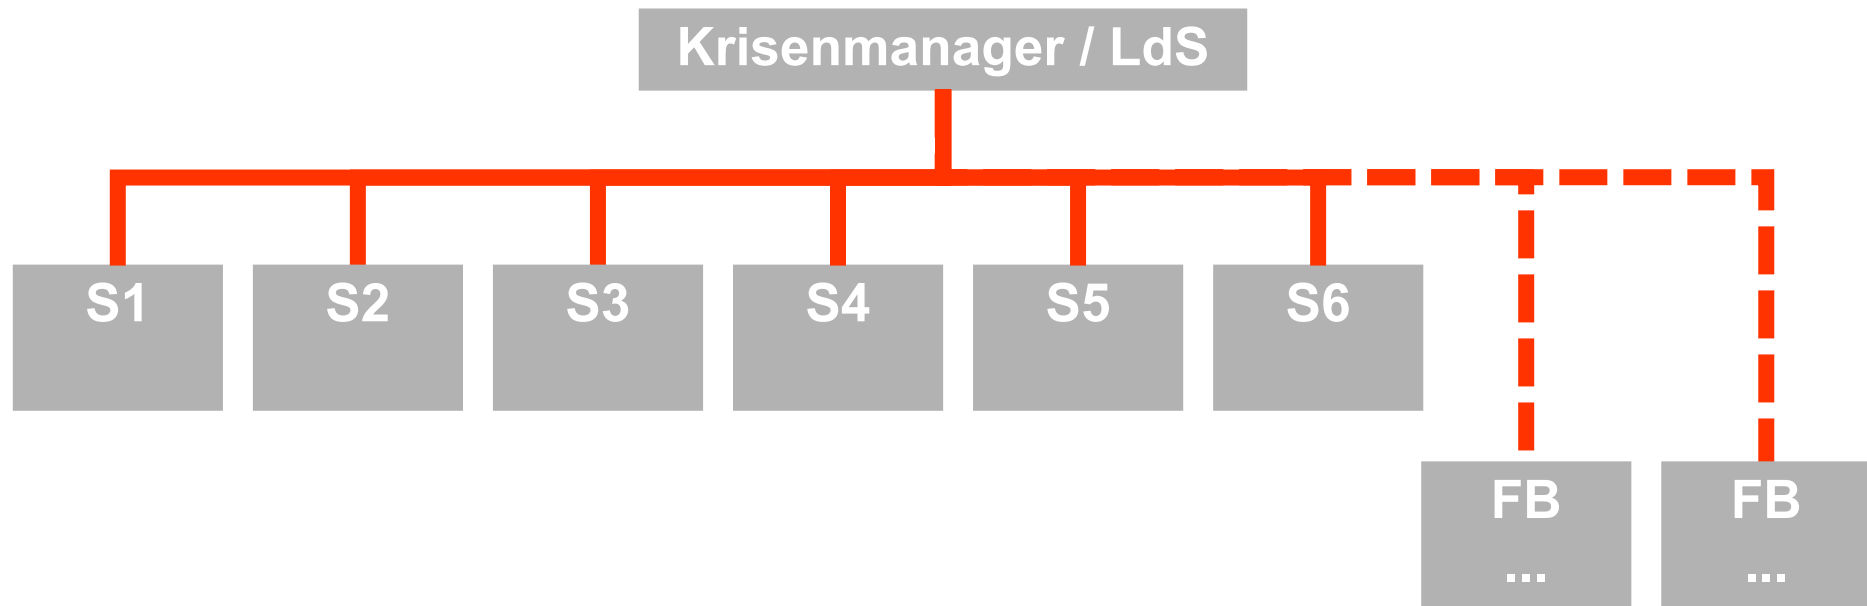 Krisenmanager / LdS
S1
S2
S3
S4
S5
S6
FB
...
FB
...